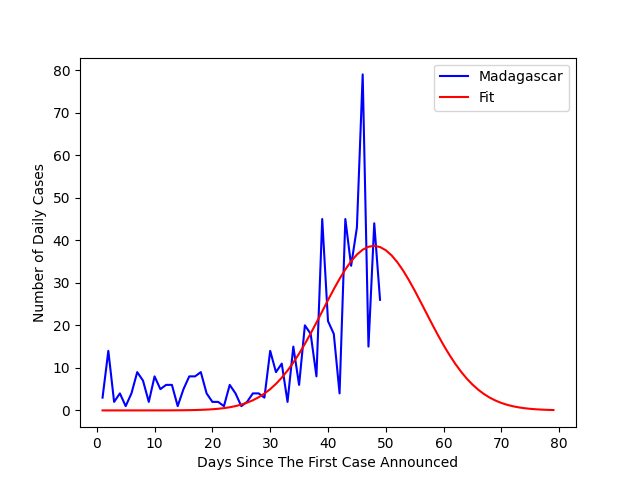 Madagascar
Fit
Number of Daily Cases
80
70
60
50
40
30
20
10
0
0 10 20 30 40 50 60 70 80
Days Since The First Case Announced